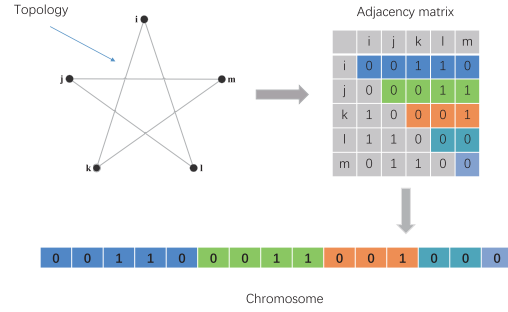 Topology
i
j
m
k
l
Adjacency matrix
i j k l m
i 0 0 1 1 0
j 0 0 0 1 1
k 1 0 0 0 1
l 1 1 0 0 0
m 0 1 1 0 0
0 0 1 1 0 0 0 1 1 0 0 1 0 0 0
Chromosome